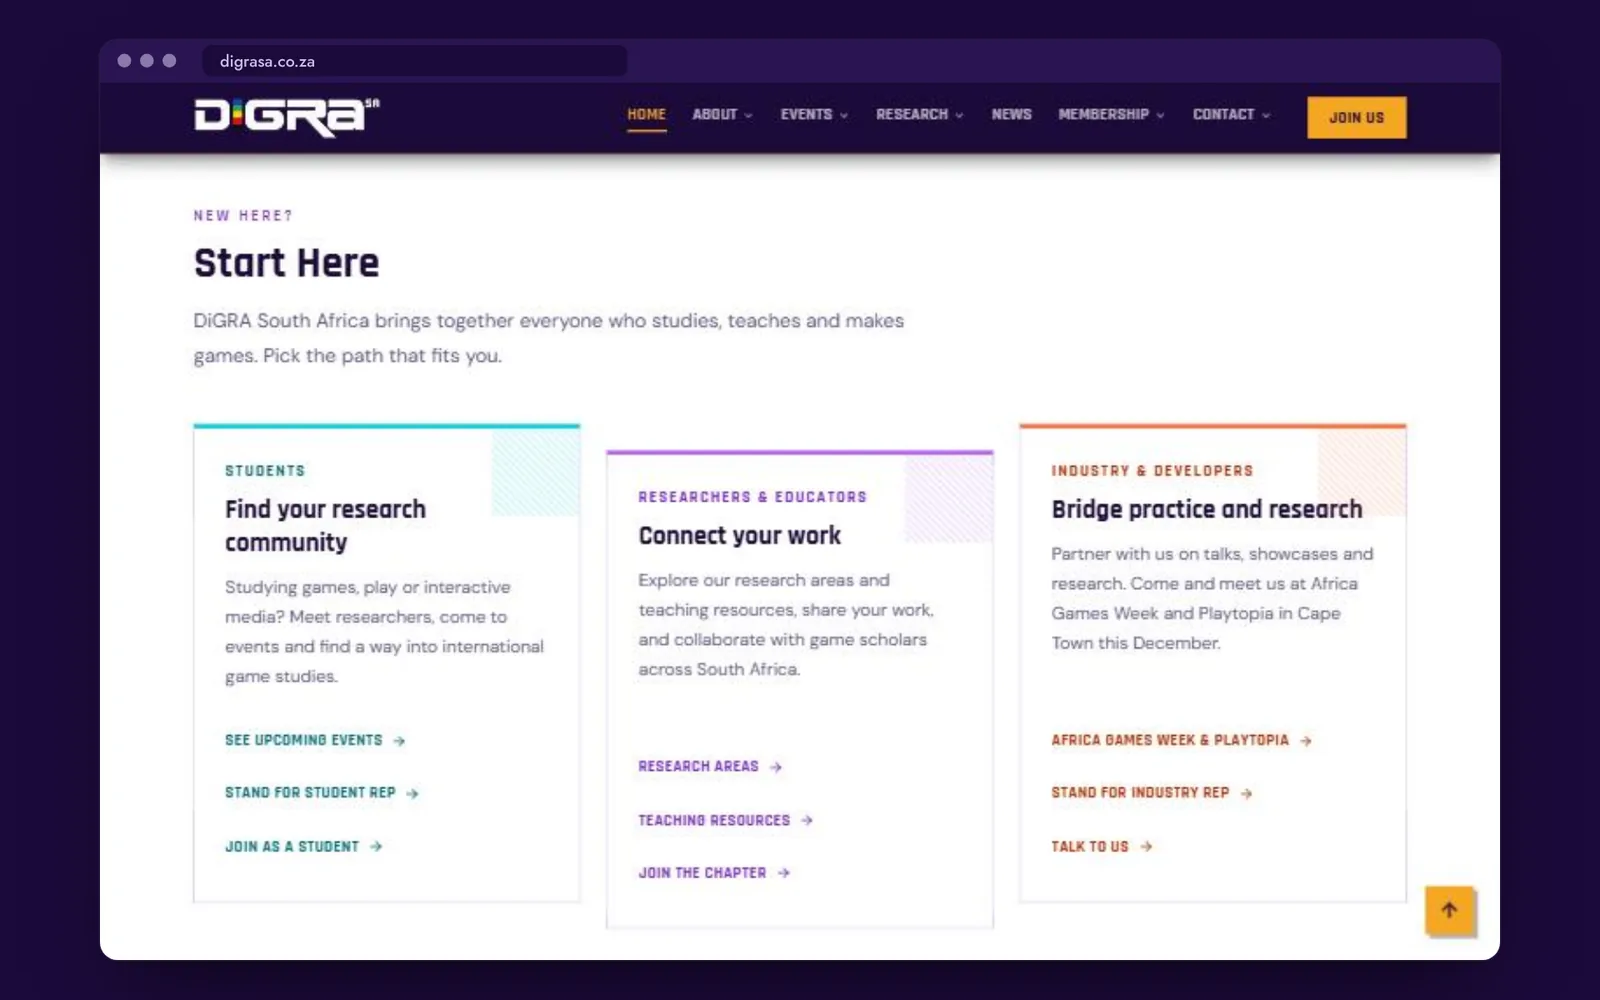 digrasa.co.za
DiGRA SA
HOME ABOUT EVENTS RESEARCH NEWS MEMBERSHIP CONTACT JOIN US
NEW HERE?
Start Here
DiGRA South Africa brings together everyone who studies, teaches and makes
games. Pick the path that fits you.
STUDENTS
Find your research
community
Studying games, play or interactive
media? Meet researchers, come to
events and find a way into international
game studies.
SEE UPCOMING EVENTS →
STAND FOR STUDENT REP →
JOIN AS A STUDENT →
RESEARCHERS & EDUCATORS
Connect your work
Explore our research areas and
teaching resources, share your work,
and collaborate with game scholars
across South Africa.
RESEARCH AREAS →
TEACHING RESOURCES →
JOIN THE CHAPTER →
INDUSTRY & DEVELOPERS
Bridge practice and research
Partner with us on talks, showcases and
research. Come and meet us at Africa
Games Week and Playtopia in Cape
Town this December.
AFRICA GAMES WEEK & PLAYTOPIA →
STAND FOR INDUSTRY REP →
TALK TO US →